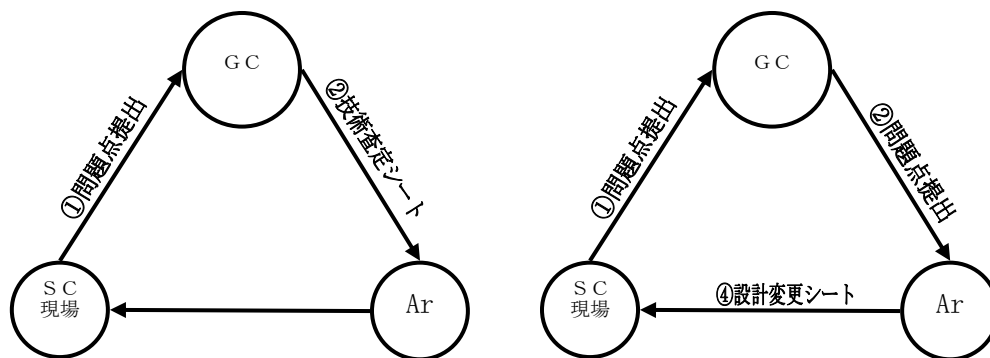 ＧＣ
①問題点提出
②技術査定シート
ＳＣ
現場
Ar
ＧＣ
①問題点提出
②問題点提出
④設計変更シート
ＳＣ
現場
Ar